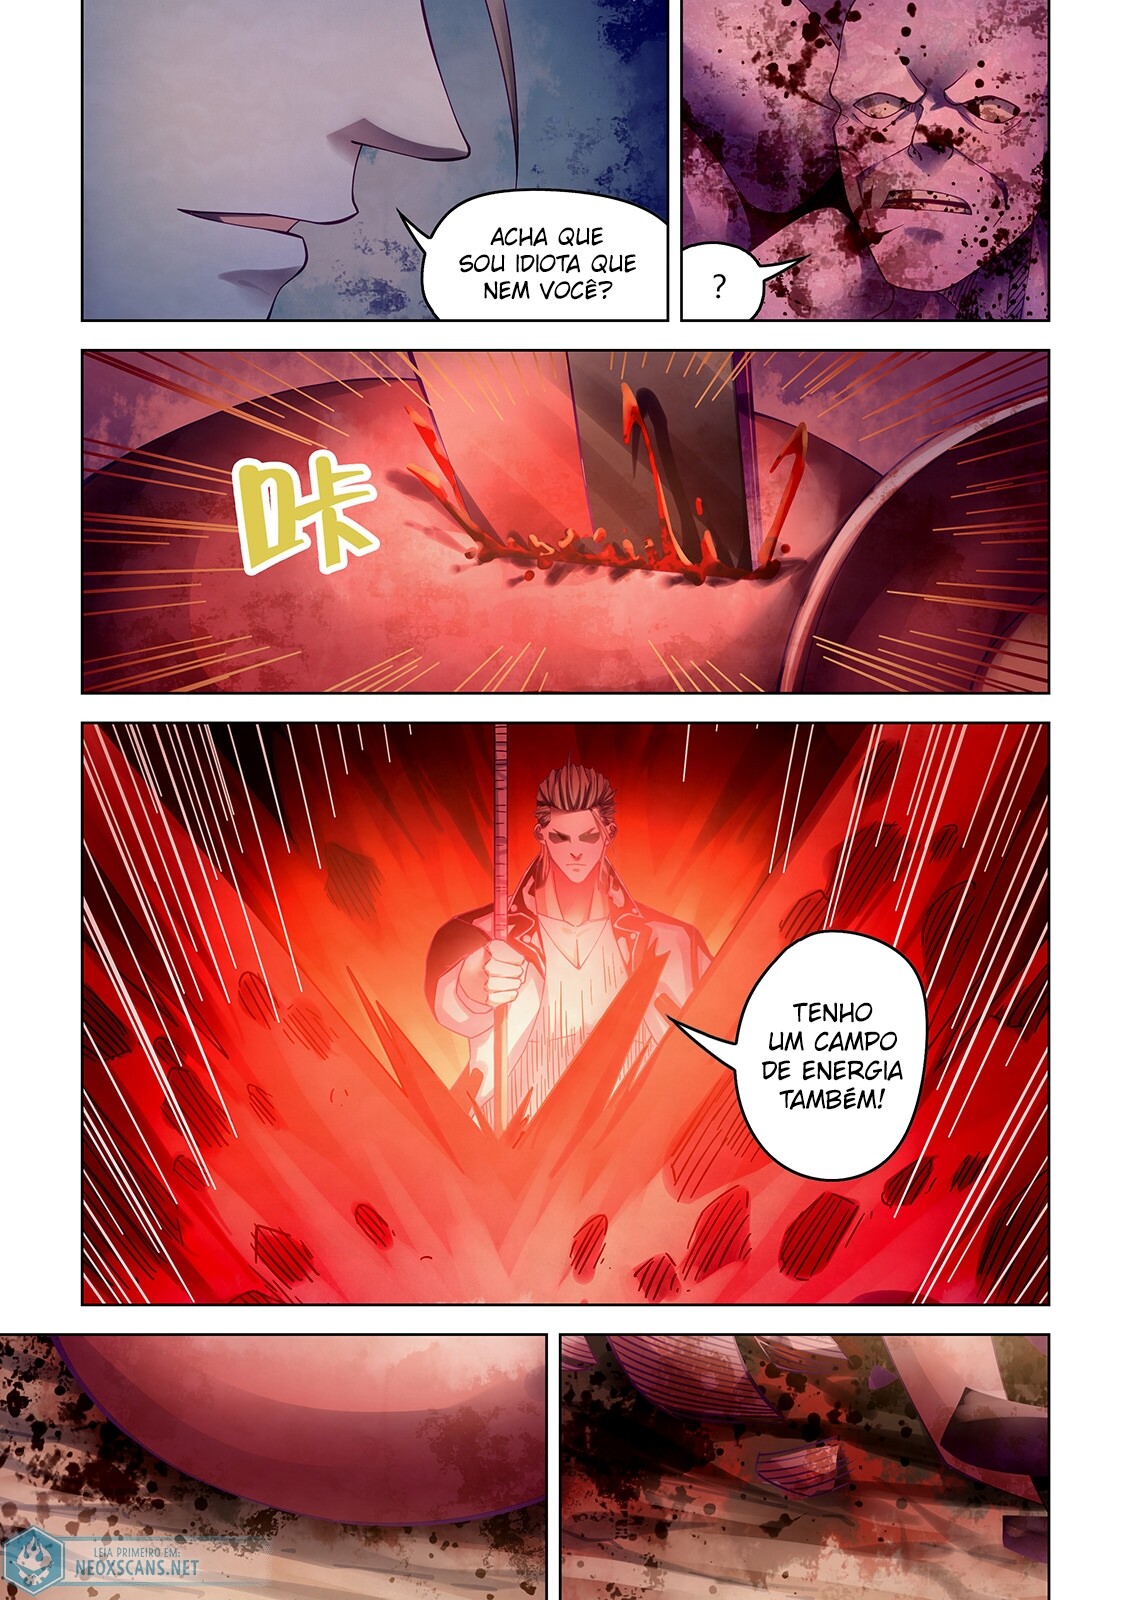 ACHA QUE
SOU IDIOTA QUE
NEM VOCÊ?
?
咔
TENHO
UM CAMPO
DE ENERGIA
TAMBÉM!
LEIA PRIMEIRO EM:
NEOXSCANS.NET